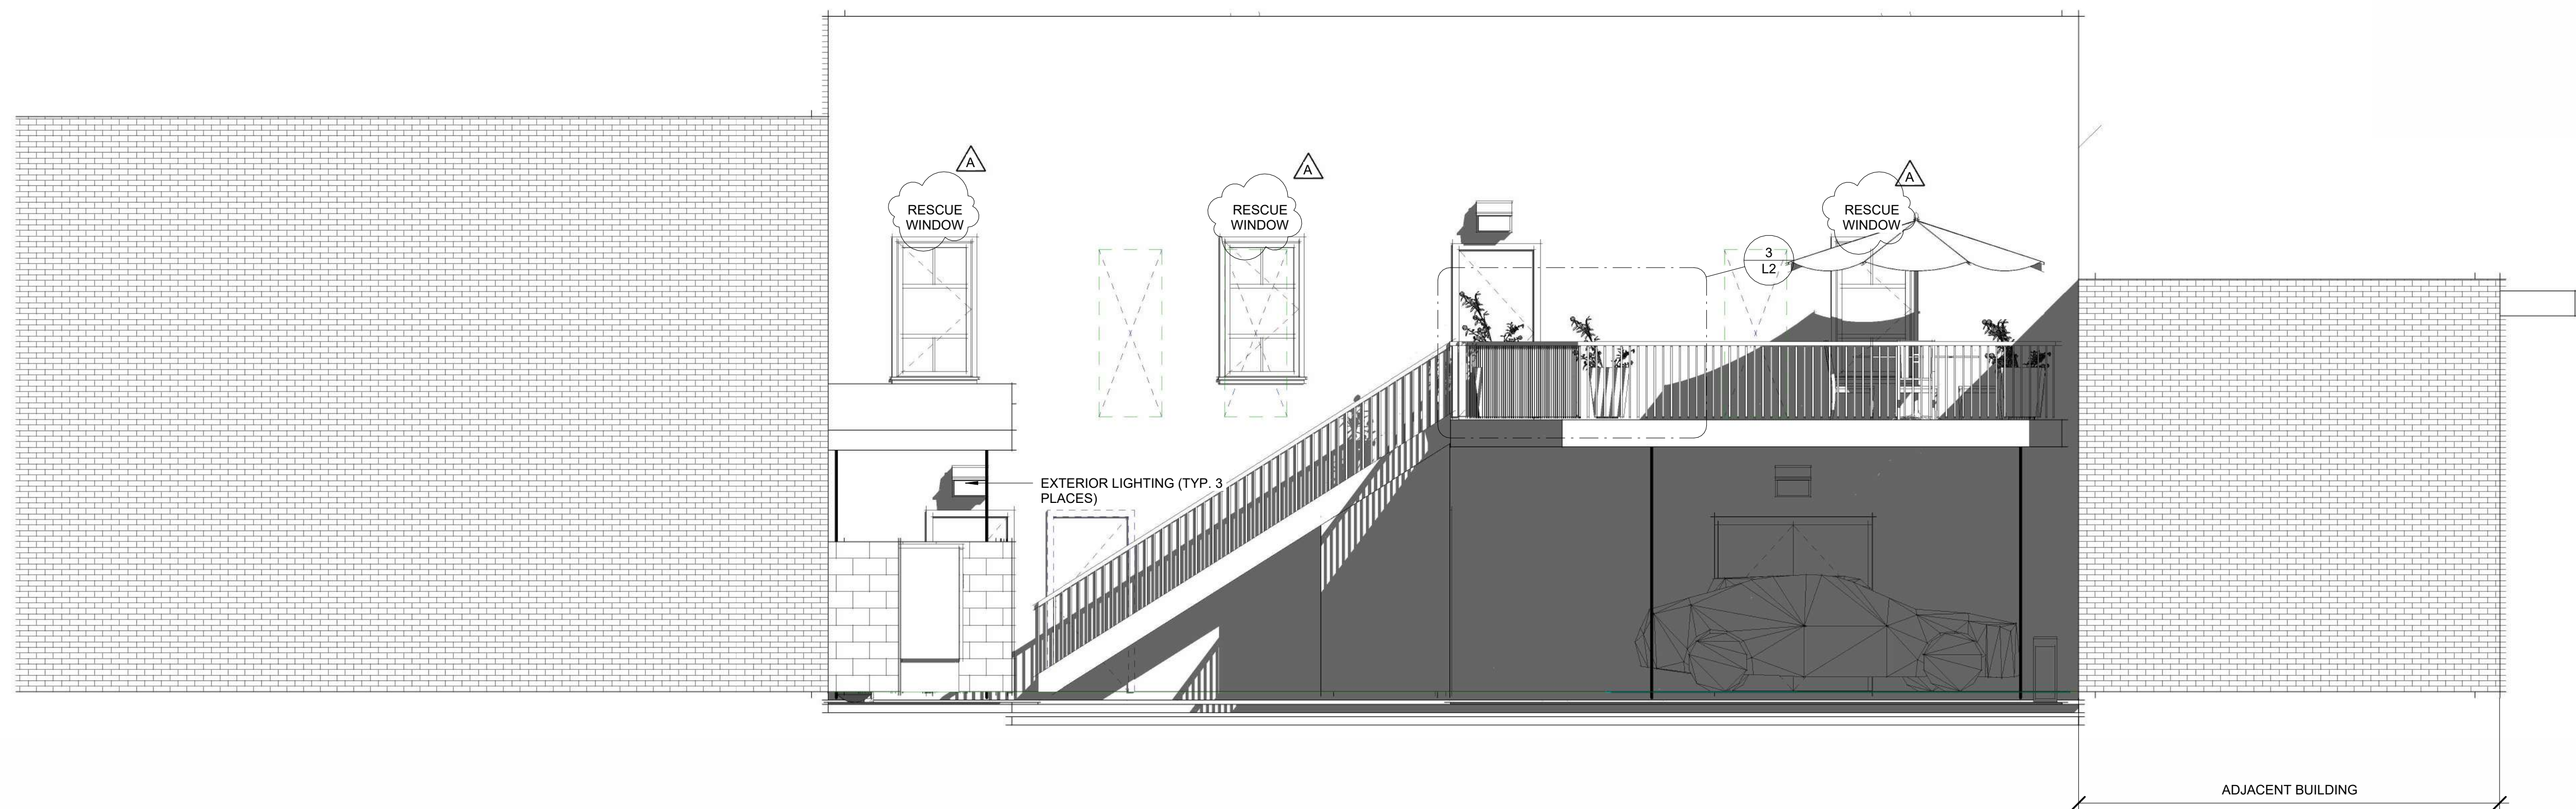 A
A
A
RESCUE
WINDOW
RESCUE
WINDOW
RESCUE
WINDOW
3
L2
EXTERIOR LIGHTING (TYP. 3
PLACES)
ADJACENT BUILDING